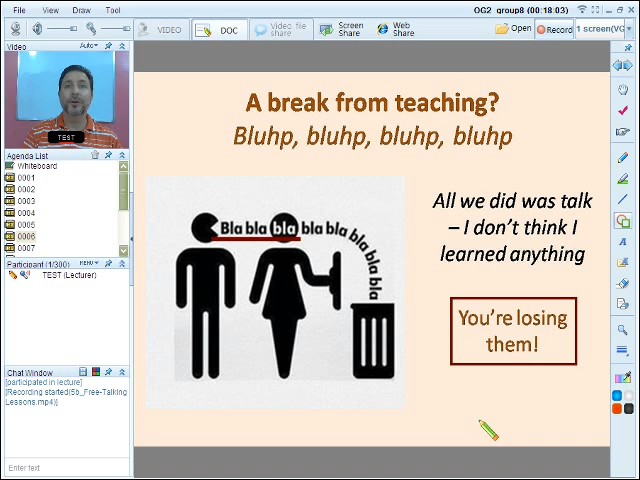 File View Draw Tool
OG2_group8 (00:18:03)
VIDEO
DOC
Video file share
Screen Share
Web Share
Open
Record
1 screen(VG
Video
Auto
TEST
Agenda List
Whiteboard
0001
0002
0003
0004
0005
0006
0007
Participant (1/300)
MENU
TEST (Lecturer)
Chat Window
[participated in lecture]
[Recording started(5b_Free-Talking
Lessons.mp4)]
Enter text
A break from teaching?
Bluhp, bluhp, bluhp, bluhp
Bla bla bla bla bla bla bla bla bla
All we did was talk
– I don't think I
learned anything
You're losing
them!